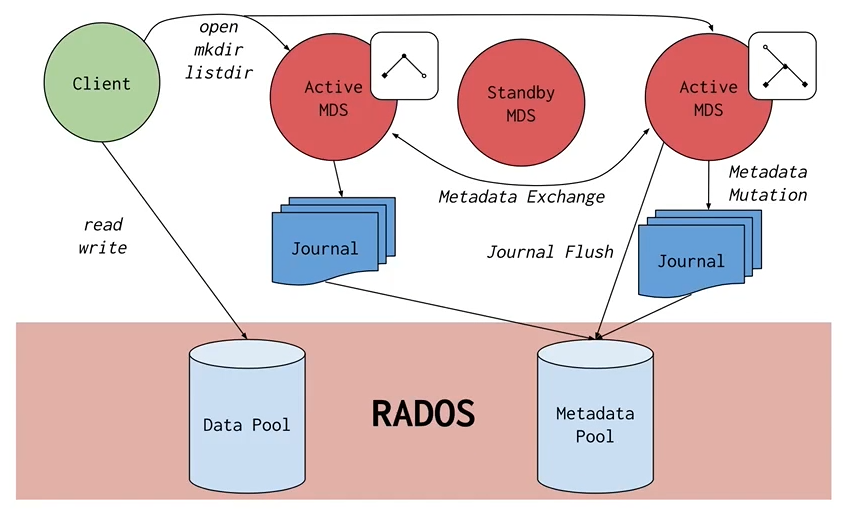 open
mkdir
listdir
Client
Active
MDS
Standby
MDS
Active
MDS
Metadata
Mutation
Metadata Exchange
read
write
Journal
Journal Flush
Journal
Data Pool
RADOS
Metadata
Pool